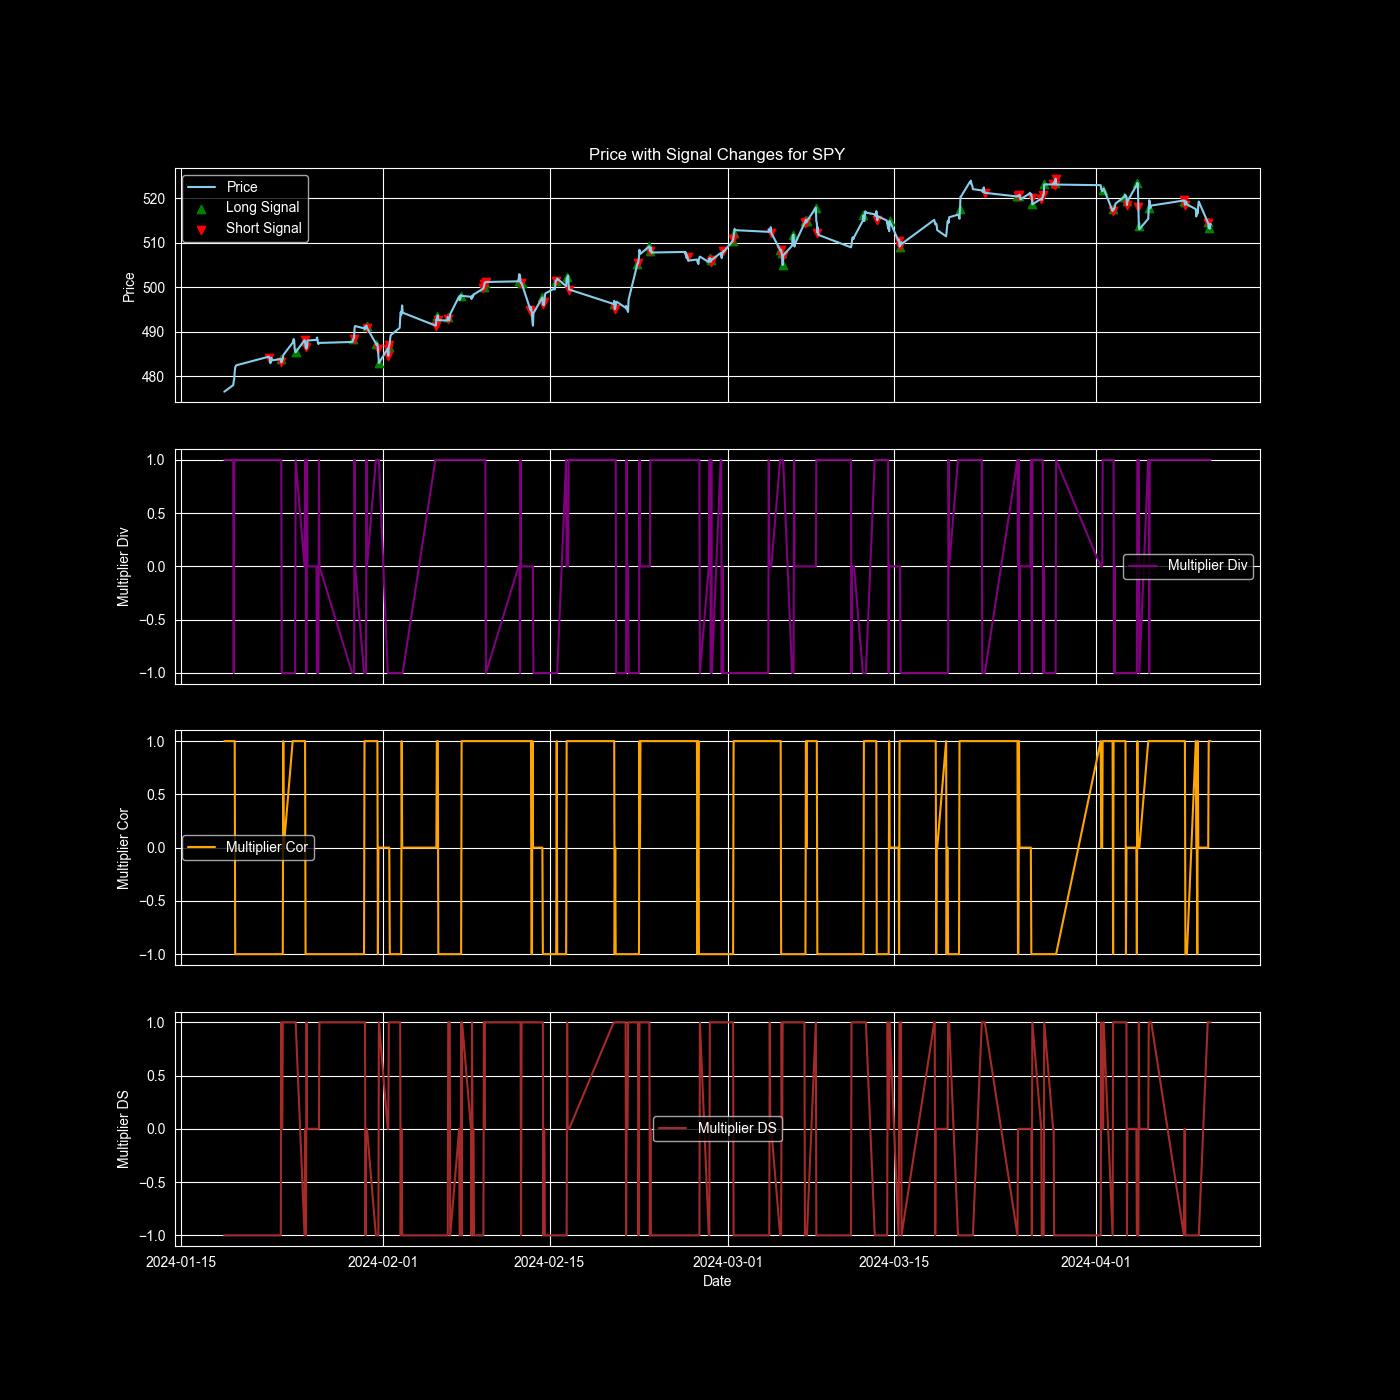 Price with Signal Changes for SPY
Price
Long Signal
Short Signal
Price
520
510
500
490
480
Multiplier Div
1.0
0.5
0.0
−0.5
−1.0
Multiplier Div
Multiplier Cor
1.0
0.5
0.0
−0.5
−1.0
Multiplier Cor
Multiplier DS
1.0
0.5
0.0
−0.5
−1.0
Multiplier DS
2024-01-15 2024-02-01 2024-02-15 2024-03-01 2024-03-15 2024-04-01
Date